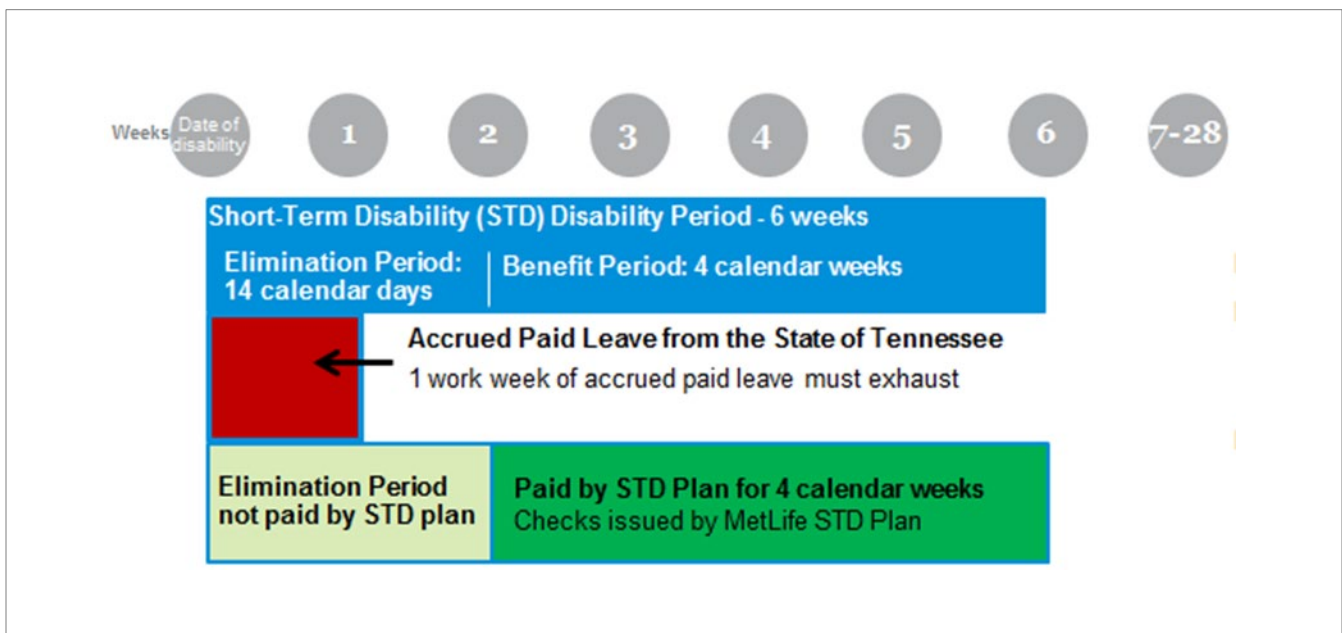 Weeks
Date of
disability
1
2
3
4
5
6
7-28
Short-Term Disability (STD) Disability Period - 6 weeks
Elimination Period:
14 calendar days
Benefit Period: 4 calendar weeks
Accrued Paid Leave from the State of Tennessee
1 work week of accrued paid leave must exhaust
Elimination Period
not paid by STD plan
Paid by STD Plan for 4 calendar weeks
Checks issued by MetLife STD Plan